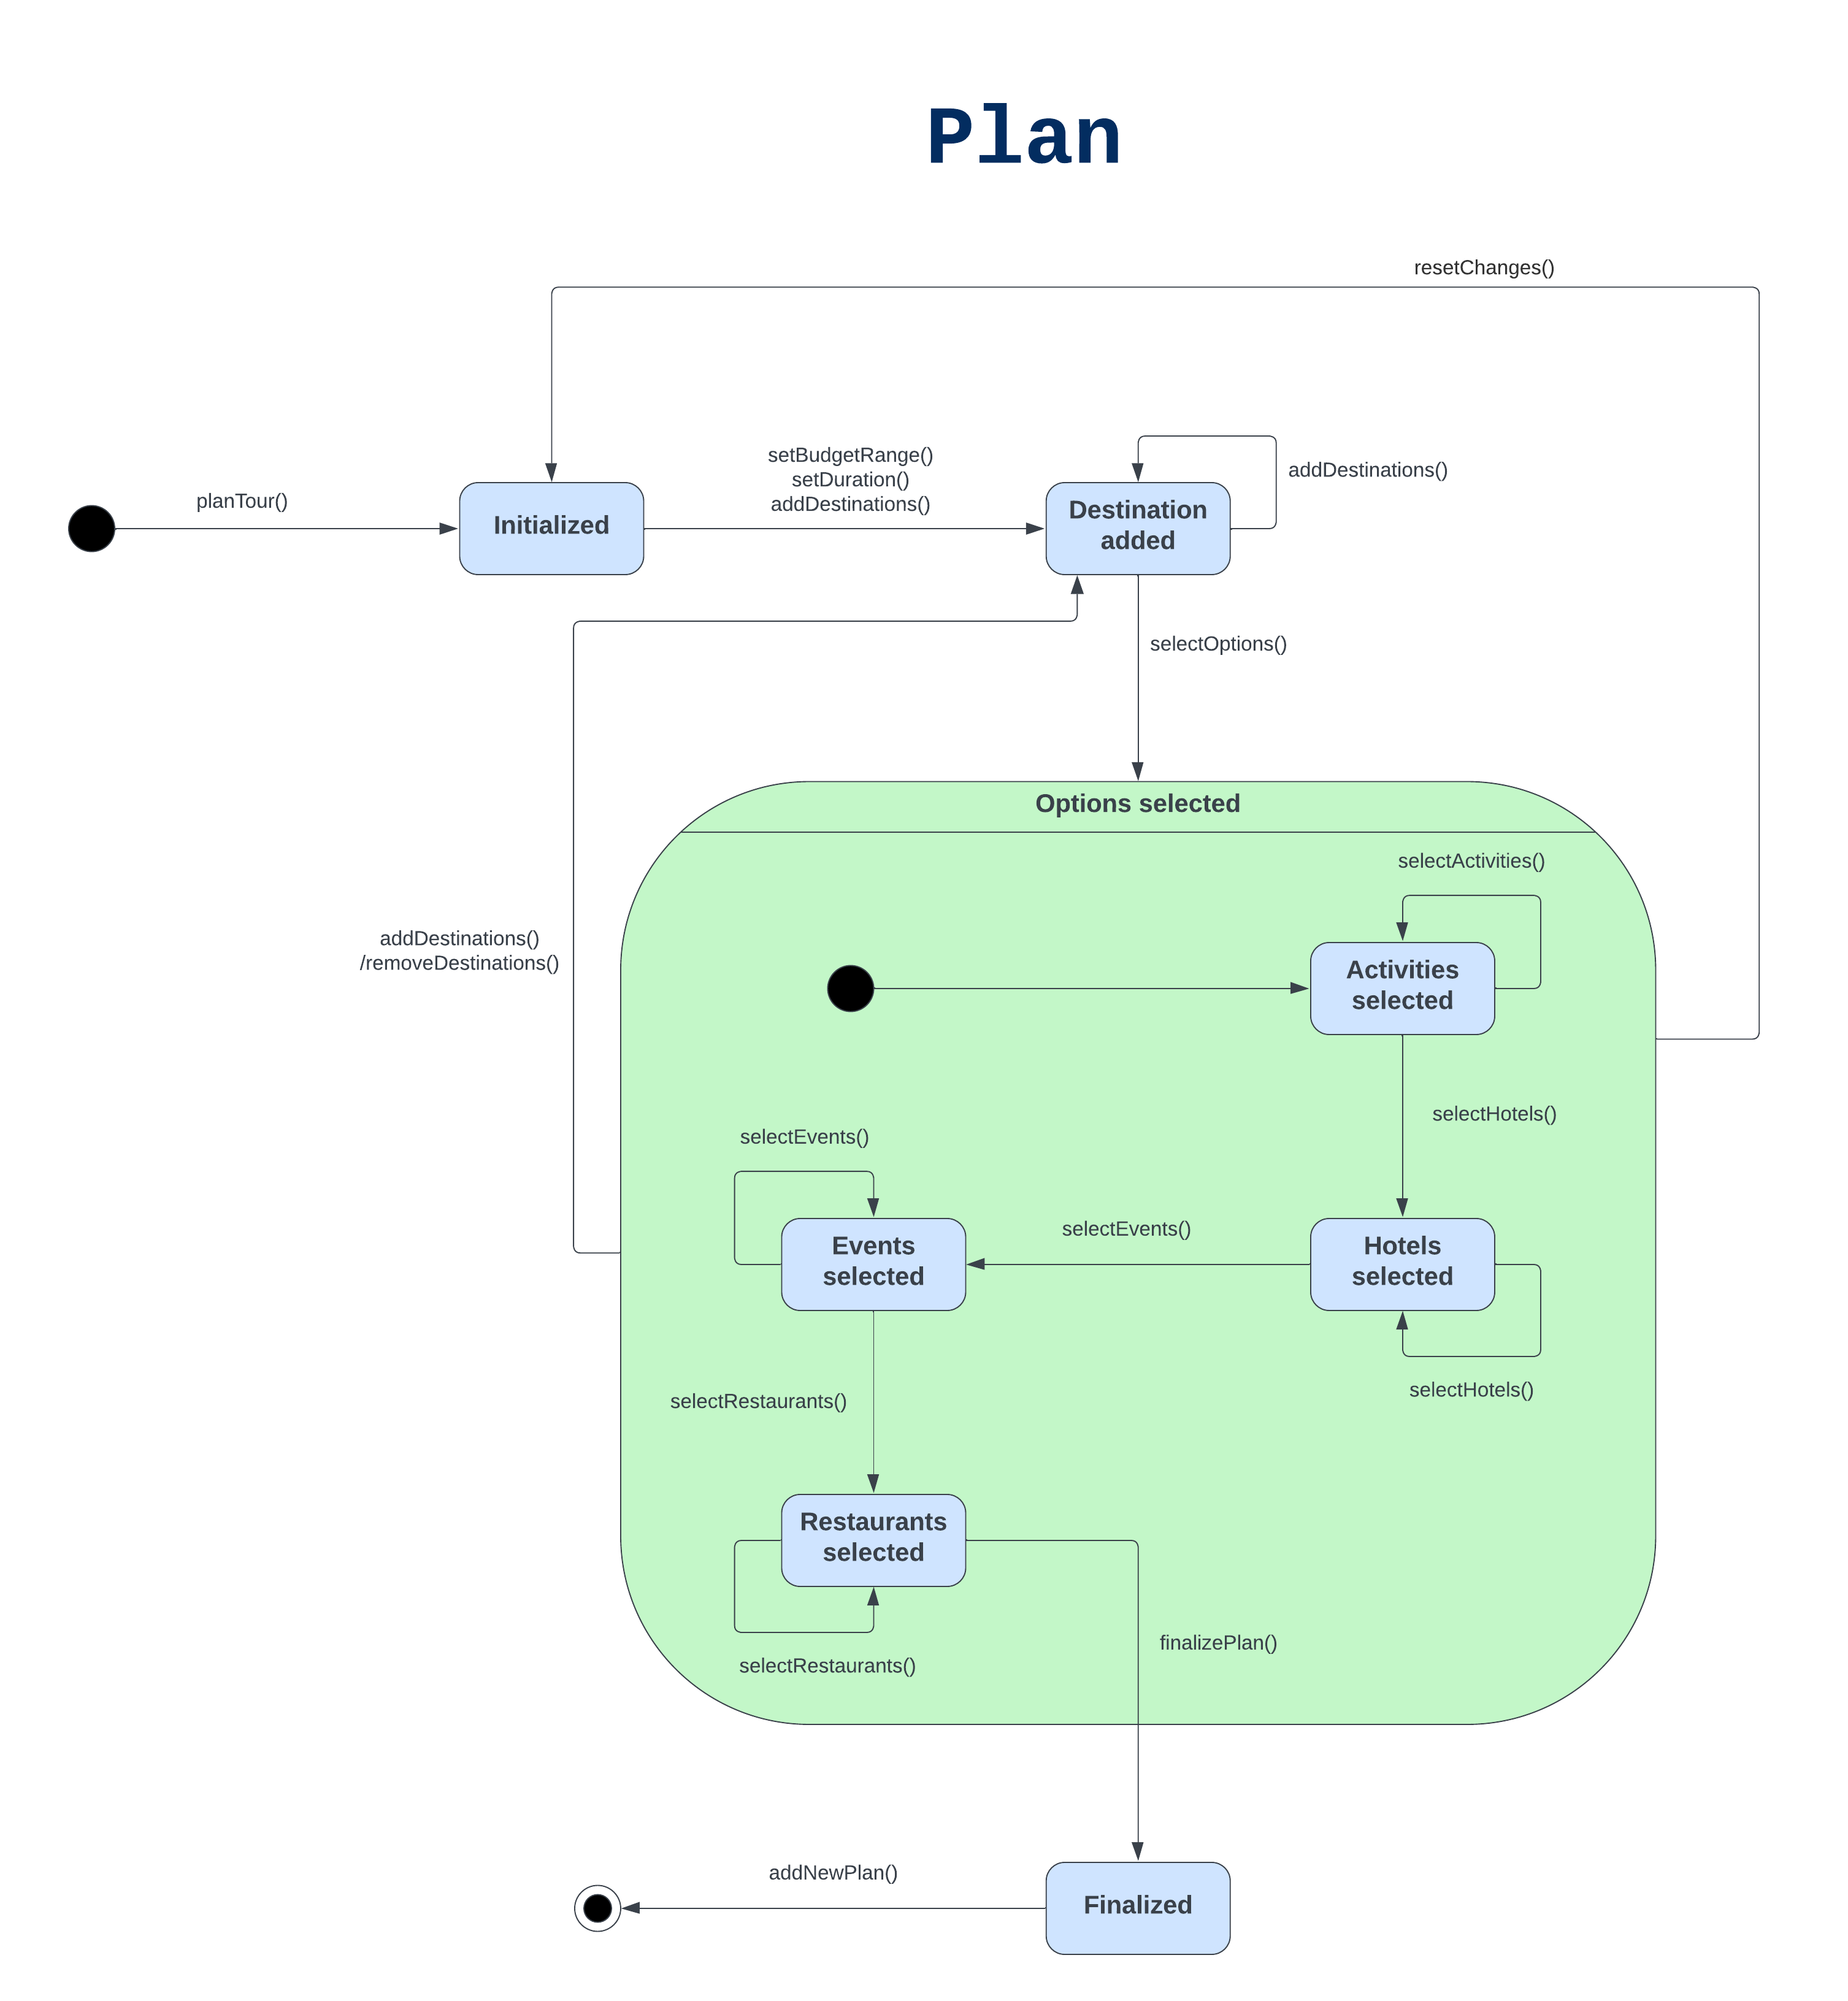 Plan
resetChanges()
planTour()
Initialized
setBudgetRange()
setDuration()
addDestinations()
Destination
added
addDestinations()
selectOptions()
Options selected
selectActivities()
addDestinations()
/removeDestinations()
Activities
selected
selectHotels()
selectEvents()
Events
selected
selectEvents()
Hotels
selected
selectHotels()
selectRestaurants()
Restaurants
selected
selectRestaurants()
finalizePlan()
addNewPlan()
Finalized